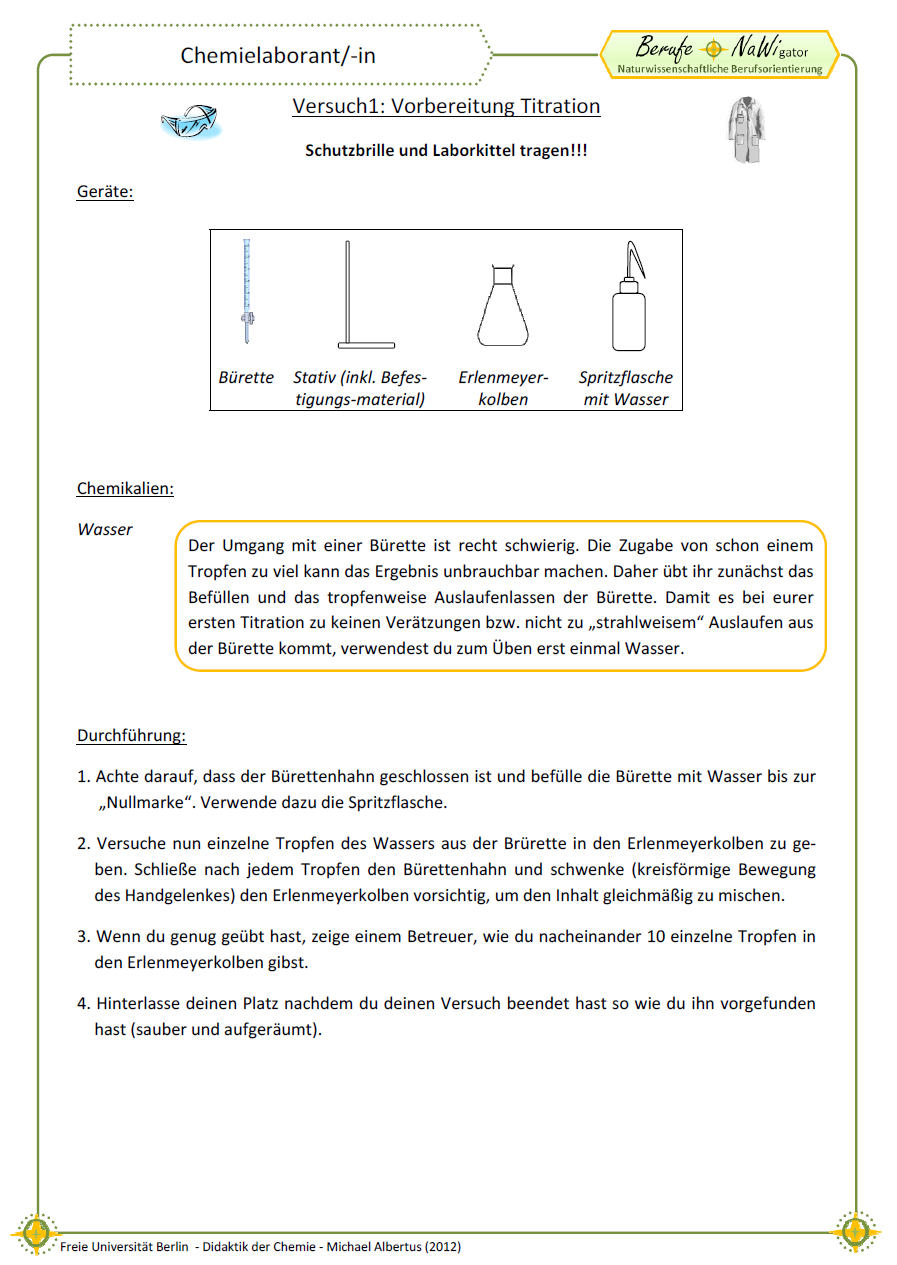 Chemielaborant/-in
Berufe NaWigator
Naturwissenschaftliche Berufsorientierung
Versuch1: Vorbereitung Titration
Schutzbrille und Laborkittel tragen!!!
Geräte:
Bürette Stativ (inkl. Befes- Erlenmeyer- Spritzflasche
tigungs-material) kolben mit Wasser
Chemikalien:
Wasser
Der Umgang mit einer Bürette ist recht schwierig. Die Zugabe von schon einem
Tropfen zu viel kann das Ergebnis unbrauchbar machen. Daher übt ihr zunächst das
Befüllen und das tropfenweise Auslaufenlassen der Bürette. Damit es bei eurer
ersten Titration zu keinen Verätzungen bzw. nicht zu „strahlweisem“ Auslaufen aus
der Bürette kommt, verwendest du zum Üben erst einmal Wasser.
Durchführung:
1. Achte darauf, dass der Bürettenhahn geschlossen ist und befülle die Bürette mit Wasser bis zur
„Nullmarke“. Verwende dazu die Spritzflasche.
2. Versuche nun einzelne Tropfen des Wassers aus der Brürette in den Erlenmeyerkolben zu ge-
ben. Schließe nach jedem Tropfen den Bürettenhahn und schwenke (kreisförmige Bewegung
des Handgelenkes) den Erlenmeyerkolben vorsichtig, um den Inhalt gleichmäßig zu mischen.
3. Wenn du genug geübt hast, zeige einem Betreuer, wie du nacheinander 10 einzelne Tropfen in
den Erlenmeyerkolben gibst.
4. Hinterlasse deinen Platz nachdem du deinen Versuch beendet hast so wie du ihn vorgefunden
hast (sauber und aufgeräumt).
Freie Universität Berlin - Didaktik der Chemie - Michael Albertus (2012)